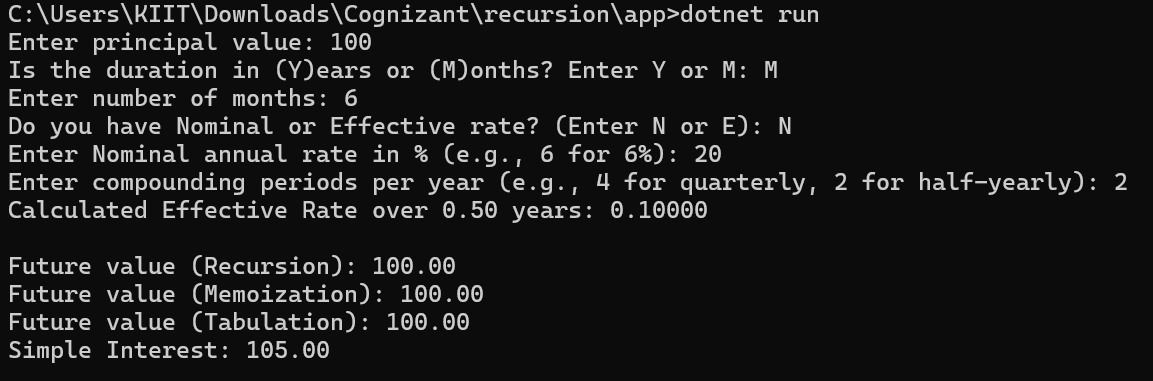 C:\Users\KIIT\Downloads\Cognizant\recursion\app>dotnet run
Enter principal value: 100
Is the duration in (Y)ears or (M)onths? Enter Y or M: M
Enter number of months: 6
Do you have Nominal or Effective rate? (Enter N or E): N
Enter Nominal annual rate in % (e.g., 6 for 6%): 20
Enter compounding periods per year (e.g., 4 for quarterly, 2 for half-yearly): 2
Calculated Effective Rate over 0.50 years: 0.10000
Future value (Recursion): 100.00
Future value (Memoization): 100.00
Future value (Tabulation): 100.00
Simple Interest: 105.00